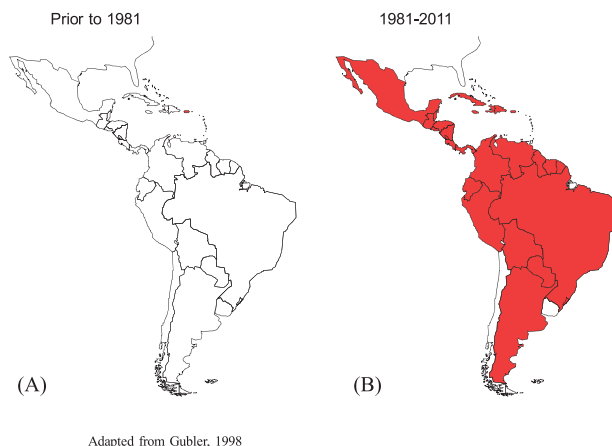 Prior to 1981
1981-2011
(A)
(B)
Adapted from Gubler, 1998